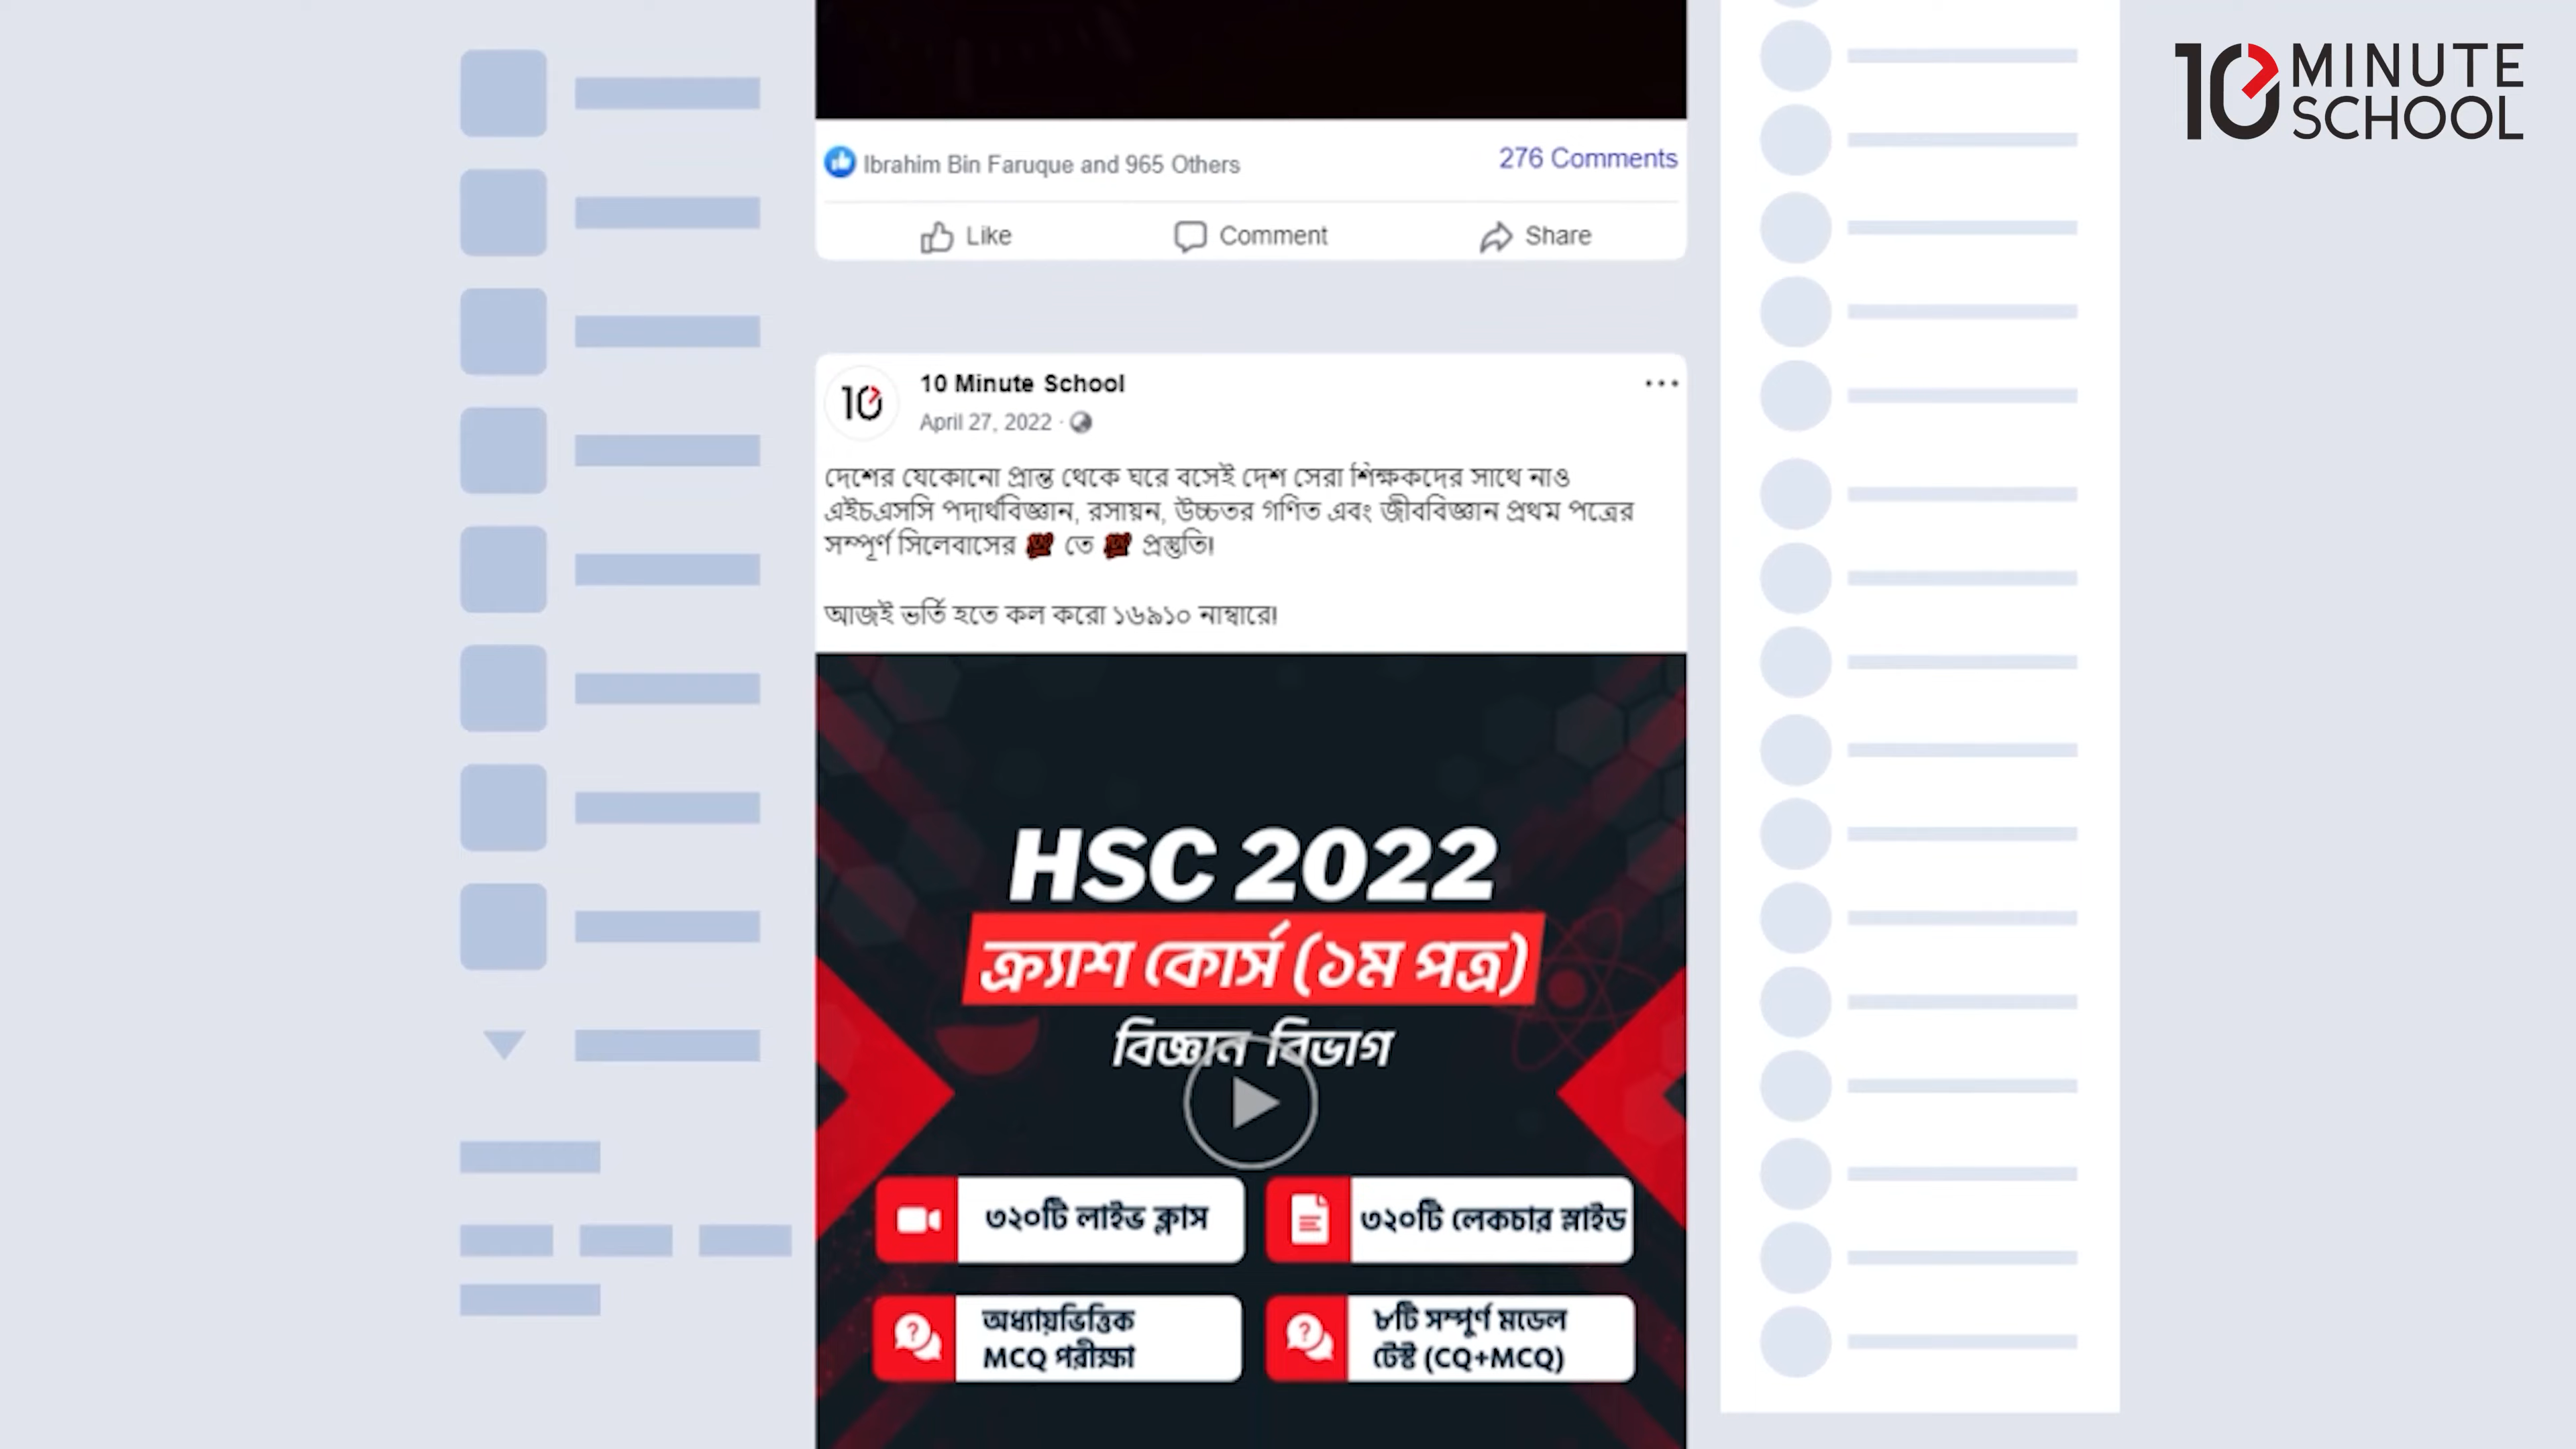 10 MINUTE
SCHOOL
Ibrahim Bin Faruque and 965 Others
276 Comments
Like
Comment
Share
10 Minute School
April 27, 2022
দেশের যেকোনো প্রান্ত থেকে ঘরে বসেই দেশ সেরা শিক্ষকদের সাথে নাও
এইচএসসি পদার্থবিজ্ঞান, রসায়ন, উচ্চতর গণিত এবং জীববিজ্ঞান প্রথম পত্রের
সম্পূর্ণ সিলেবাসের 💯 তে 💯 প্রস্তুতি!
আজই ভর্তি হতে কল করো ১৬৯১০ নাম্বারে!
HSC 2022
ক্র্যাশ কোর্স (১ম পত্র)
বিজ্ঞান বিভাগ
৩২০টি লাইভ ক্লাস
৩২০টি লেকচার স্লাইড
অধ্যায়ভিত্তিক
MCQ পরীক্ষা
৮টি সম্পূর্ণ মডেল
টেস্ট (CQ+MCQ)